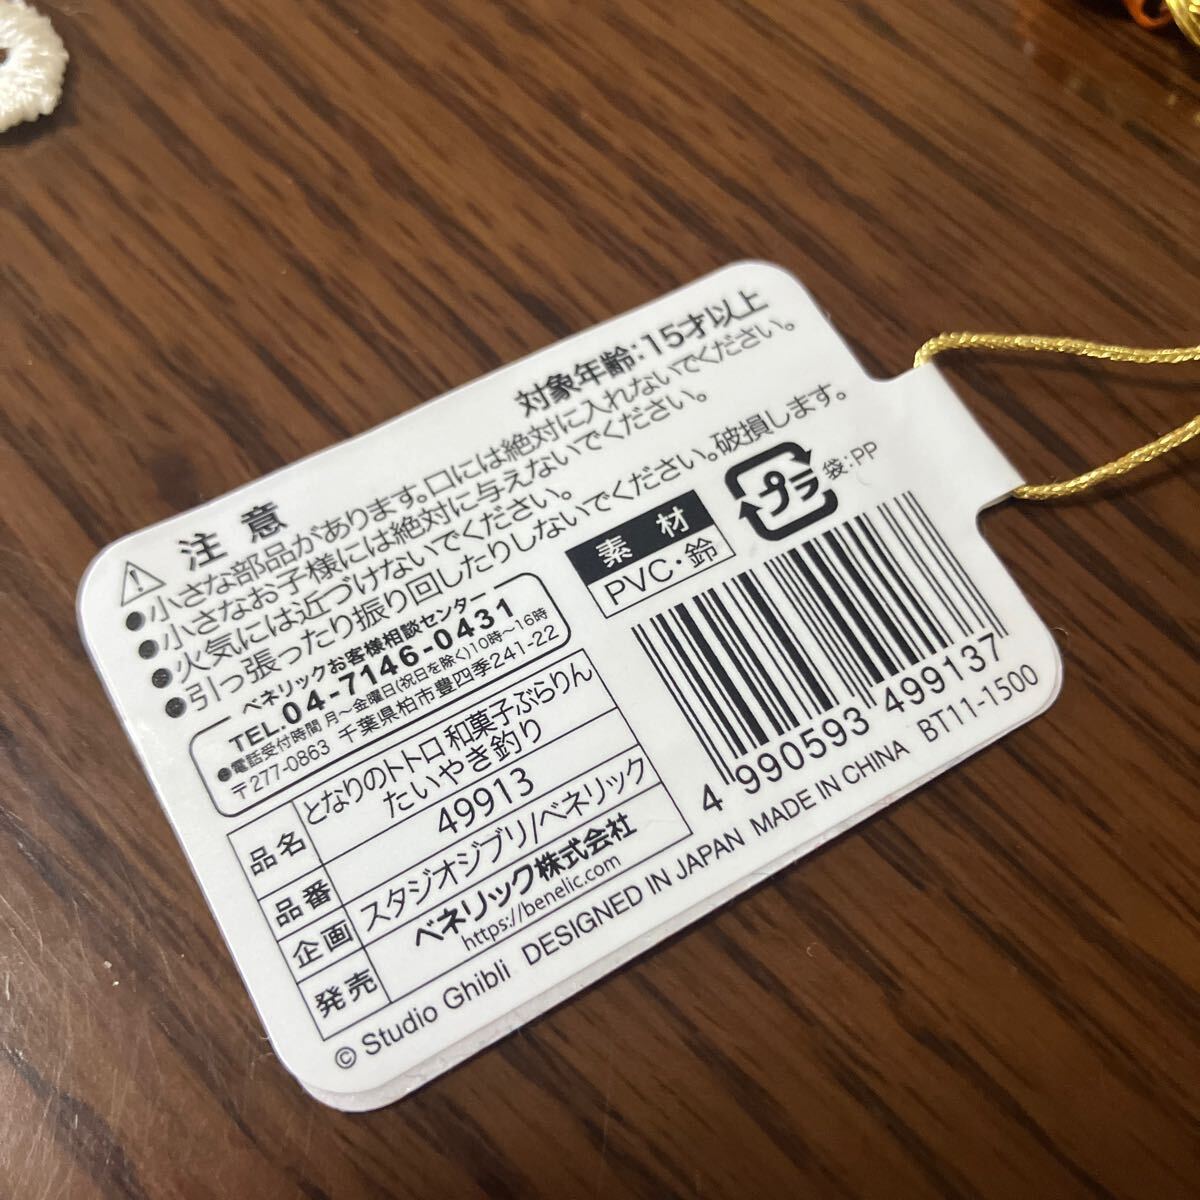 対象年齢:15才以上
注意
●小さな部品があります。口には絶対に入れないでください。
●小さなお子様には絶対に与えないでください。
●火気には近づけないでください。
●引っ張ったり振り回したりしないでください。破損します。
ベネリックお客様相談センター
TEL.04-7146-0431
●電話受付時間 月～金曜日(祝日を除く)10時～16時
〒277-0863 千葉県柏市豊四季241-22
素材
PVC・鈴
プラ
袋:PP
品名 となりのトトロ 和菓子ぶらりん
たいやき釣り
品番 49913
企画 スタジオジブリ/ベネリック
発売 ベネリック株式会社
https://benelic.com
4 990593 499137
© Studio Ghibli DESIGNED IN JAPAN MADE IN CHINA BT11-1500